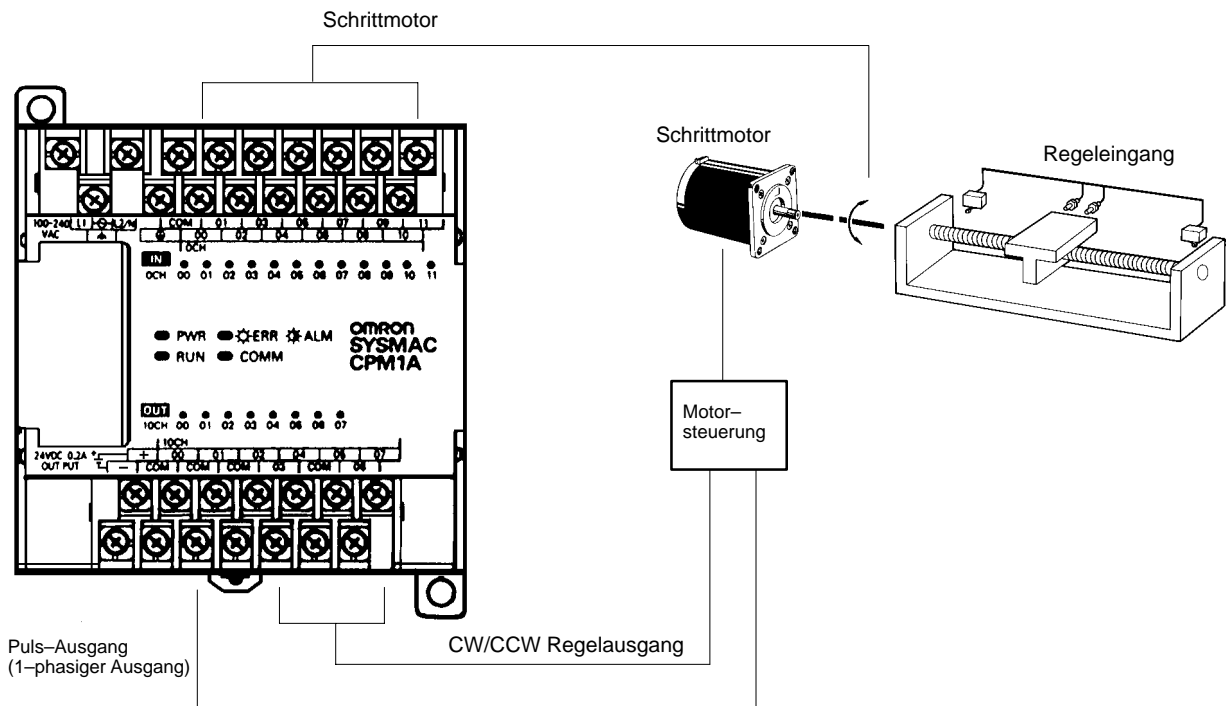 Schrittmotor
Schrittmotor
Regeleingang
100-240 L1 L2/N COM 01 03 05 07 09 11
VAC 00 02 04 06 08 10
0CH
IN
0CH 00 01 02 03 04 05 06 07 08 09 10 11
PWR ERR ALM
RUN COMM
OMRON
SYSMAC
CPM1A
OUT
10CH 00 01 02 03 04 05 06 07
10CH
24VDC 0.2A + 00 01 02 04 05 07
OUT PUT - COM COM COM 03 COM 06
Motor–
steuerung
Puls–Ausgang
(1–phasiger Ausgang)
CW/CCW Regelausgang